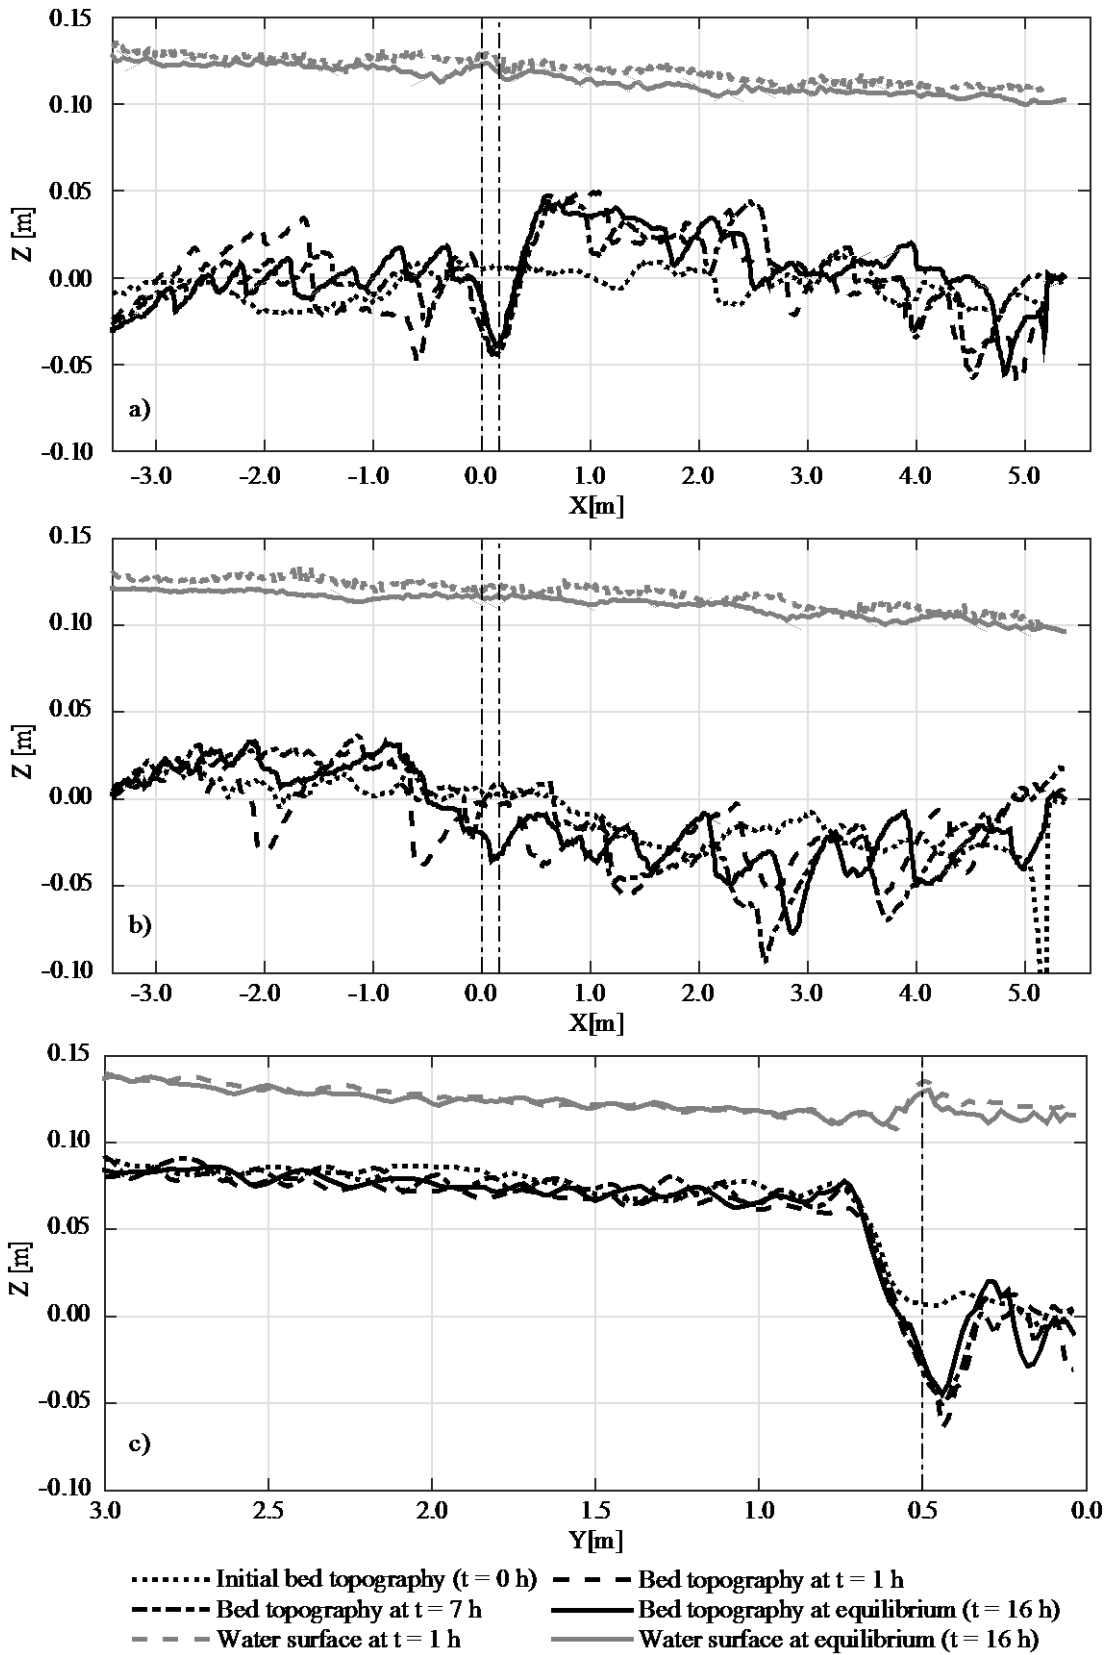 0.15
0.10
0.05
0.00
-0.05
-0.10
Z [m]
a)
-3.0 -2.0 -1.0 0.0 1.0 2.0 3.0 4.0 5.0
X[m]
0.15
0.10
0.05
0.00
-0.05
-0.10
Z [m]
b)
-3.0 -2.0 -1.0 0.0 1.0 2.0 3.0 4.0 5.0
X[m]
0.15
0.10
0.05
0.00
-0.05
-0.10
Z [m]
c)
3.0 2.5 2.0 1.5 1.0 0.5 0.0
Y[m]
Initial bed topography (t = 0 h) Bed topography at t = 1 h
Bed topography at t = 7 h Bed topography at equilibrium (t = 16 h)
Water surface at t = 1 h Water surface at equilibrium (t = 16 h)